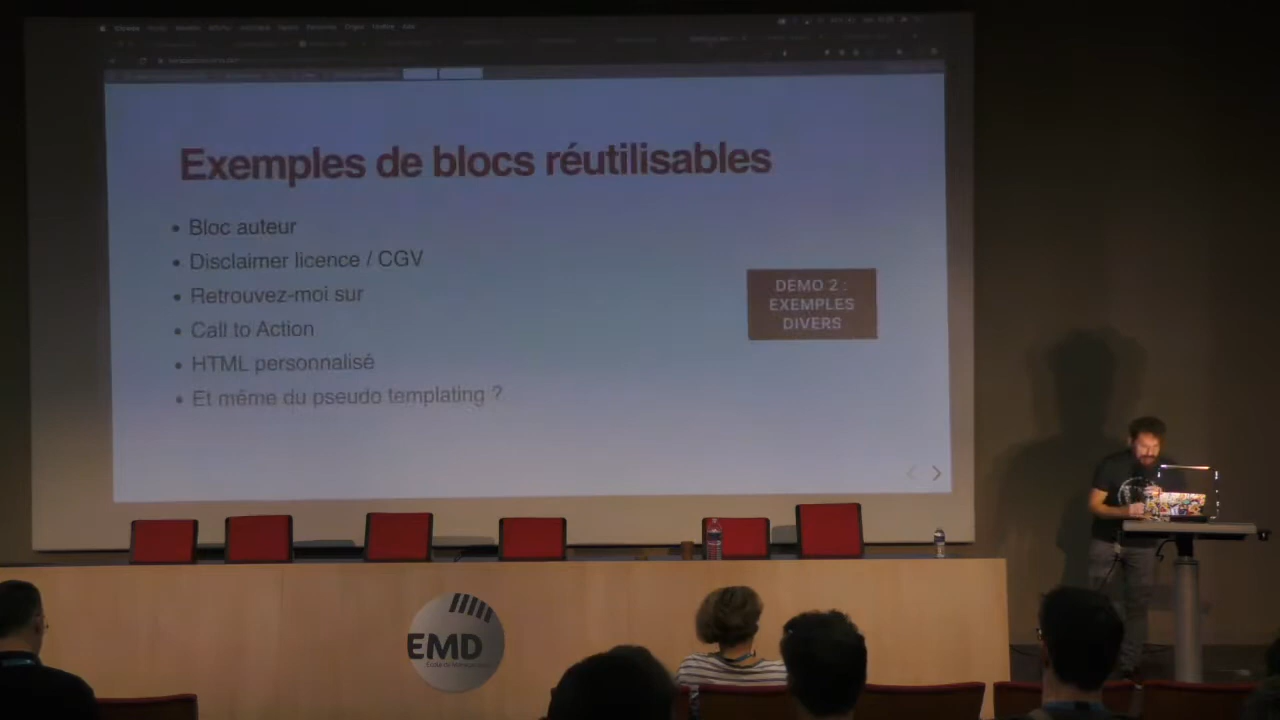 Exemples de blocs réutilisables
• Bloc auteur
• Disclaimer licence / CGV
• Retrouvez-moi sur
• Call to Action
• HTML personnalisé
• Et même du pseudo templating ?
DÉMO 2 :
EXEMPLES
DIVERS
EMD